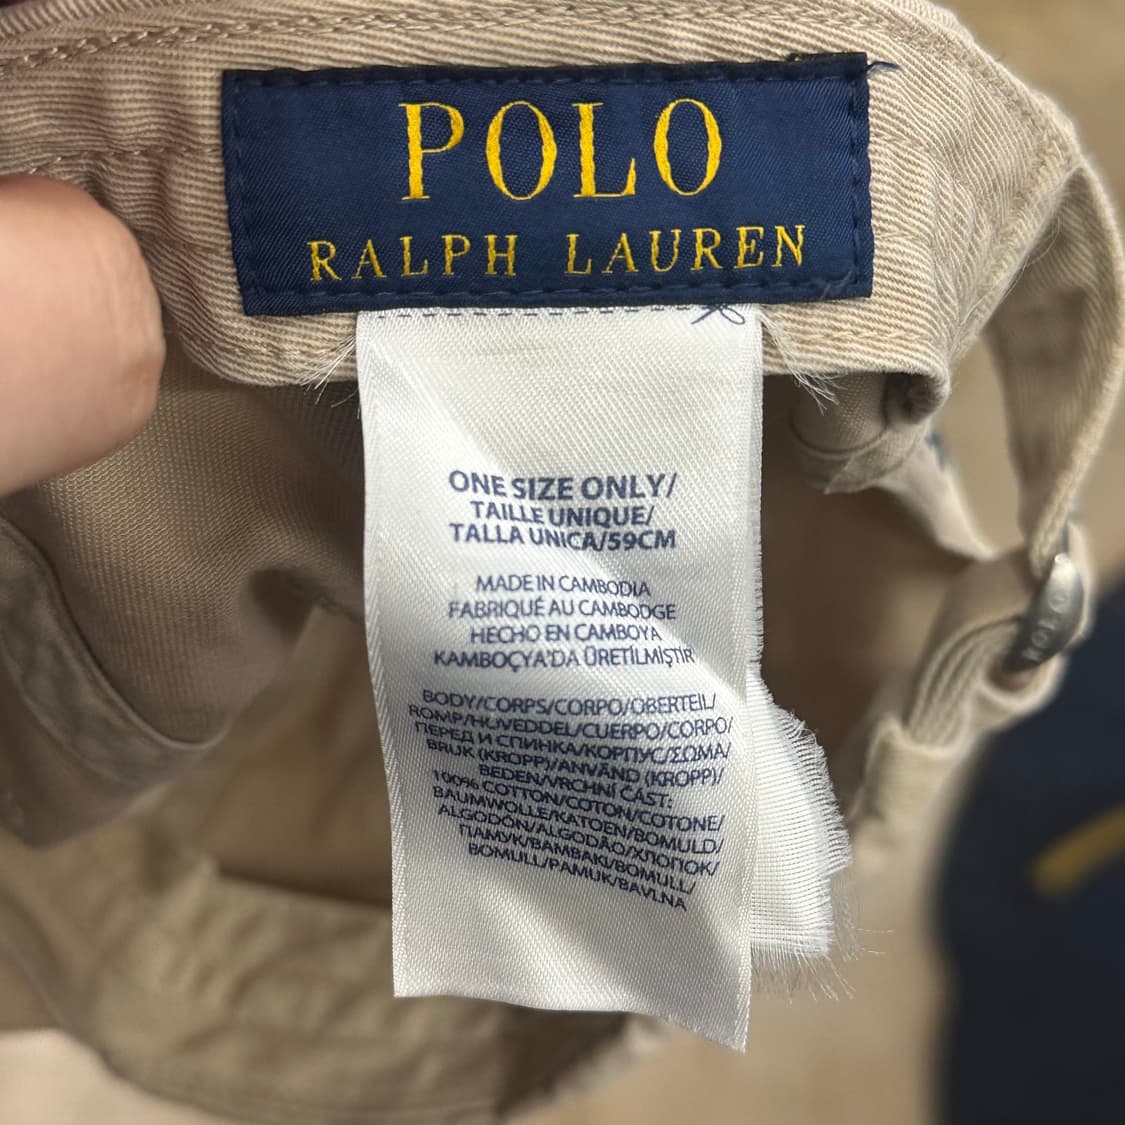 POLO
RALPH LAUREN
ONE SIZE ONLY/
TAILLE UNIQUE/
TALLA UNICA/59CM
MADE IN CAMBODIA
FABRIQUÉ AU CAMBODGE
HECHO EN CAMBOYA
KAMBOÇYA'DA ÜRETİLMİŞTİR
BODY/CORPS/CORPO/OBERTEIL/
ROMP/HUVEDDEL/CUERPO/CORPO/
ПЕРЕД И СПИНКА/КОРПУС/ΣΩΜΑ/
BRUK (KROPP)/ANVÄND (KROPP)/
BEDEN/VRCHNÍ ČÁST:
100% COTTON/COTON/COTONE/
BAUMWOLLE/KATOEN/BOMULD/
ALGODÓN/ALGODÃO/ХЛОПОК/
ПАМУК/ΒΑΜΒΑΚΙ/BOMULL/
BOMULL/PAMUK/BAVLNA
POLO